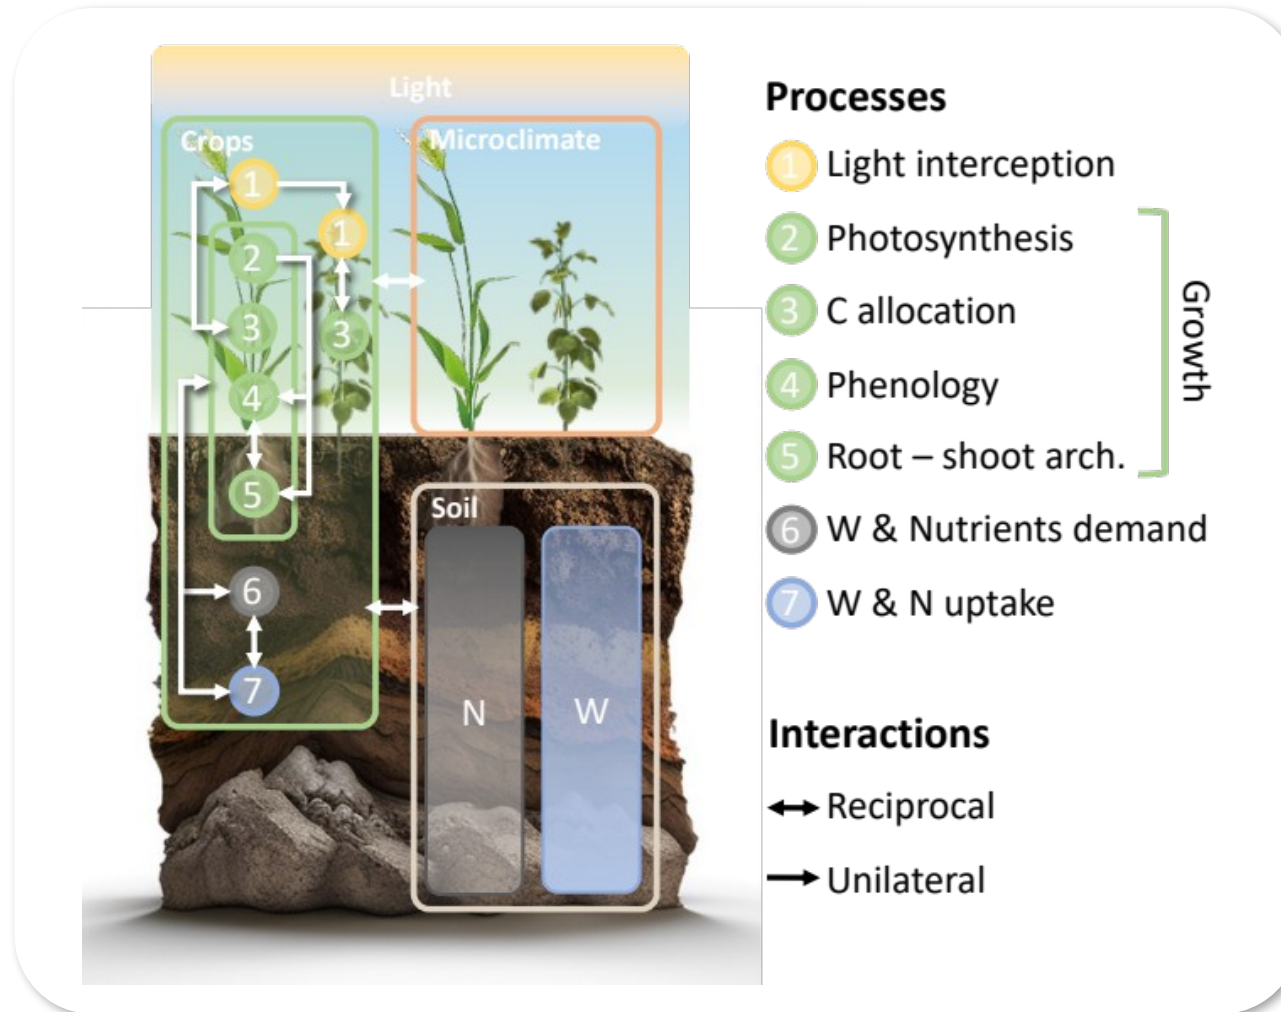 Light
Crops
Microclimate
1
1
2
3
3
4
5
6
7
Soil
N
W
Processes
1 Light interception
2 Photosynthesis
3 C allocation
4 Phenology
5 Root – shoot arch.
Growth
6 W & Nutrients demand
7 W & N uptake
Interactions
Reciprocal
Unilateral